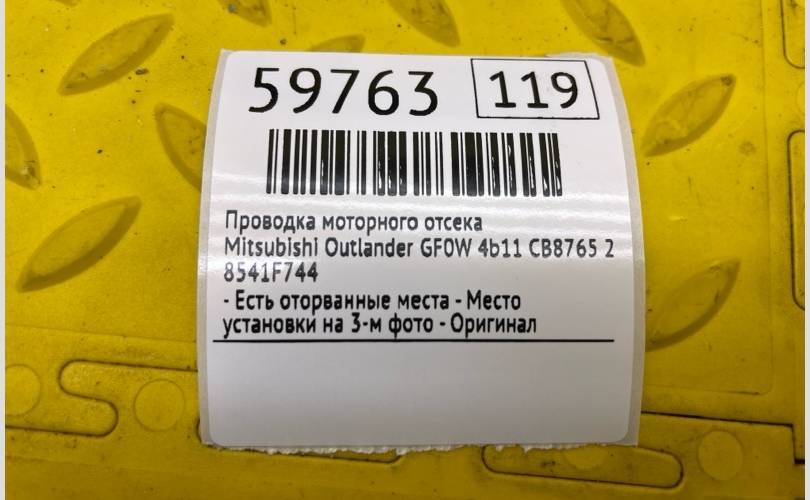 59763 119
Проводка моторного отсека
Mitsubishi Outlander GF0W 4b11 CB8765 2
8541F744
- Есть оторванные места - Место
установки на 3-м фото - Оригинал